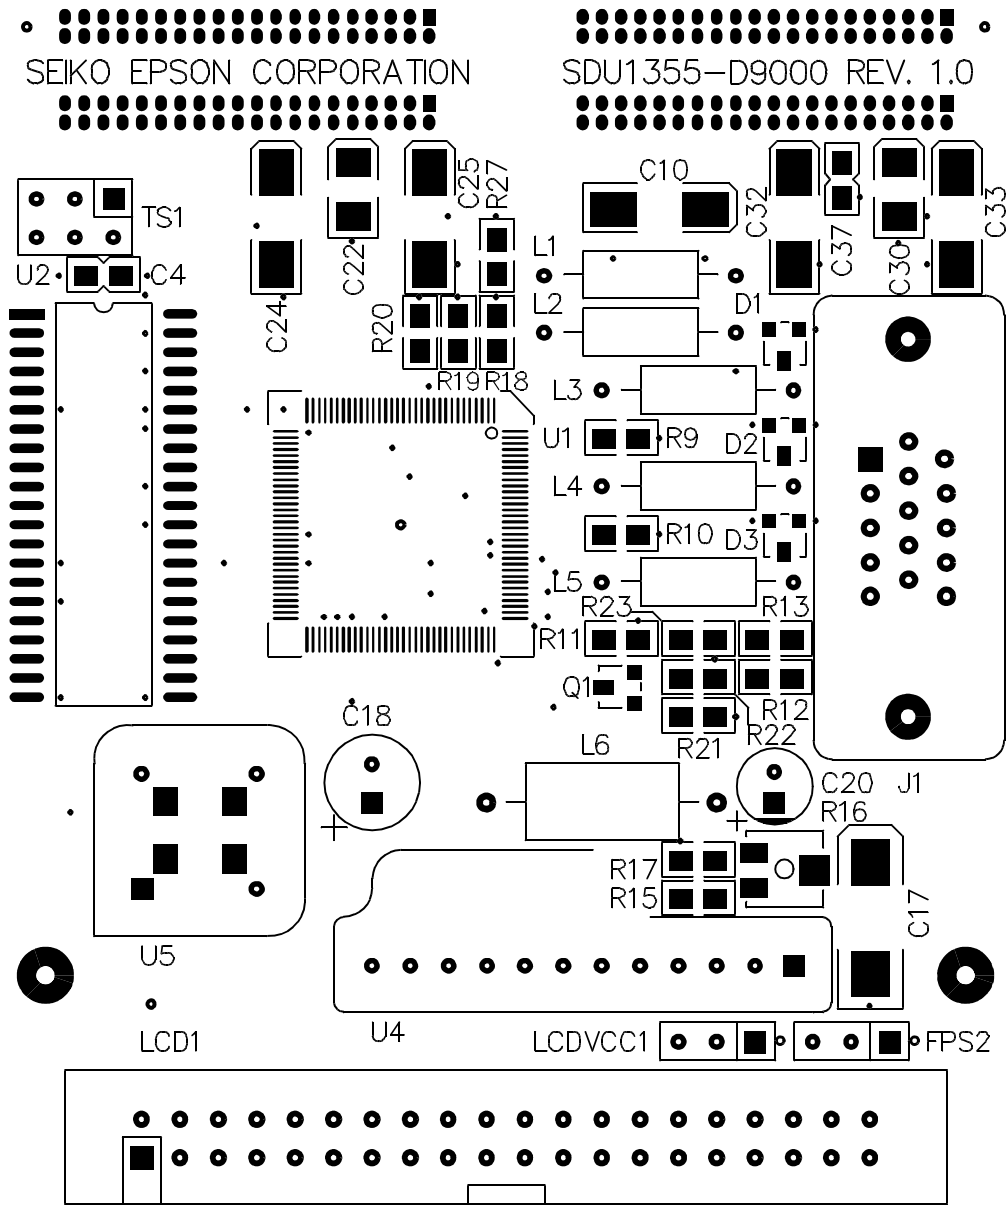 SEIKO EPSON CORPORATION
SDU1355-D9000 REV. 1.0
TS1
U2
C4
C24
C22
C25
R27
R20
R19
R18
L1
L2
C10
C32
C37
C30
C33
D1
L3
U1
R9
D2
L4
R10
D3
L5
R23
R13
R11
Q1
R12
R22
R21
C18
L6
C20
J1
R16
R17
R15
C17
U5
U4
LCD1
LCDVCC1
FPS2